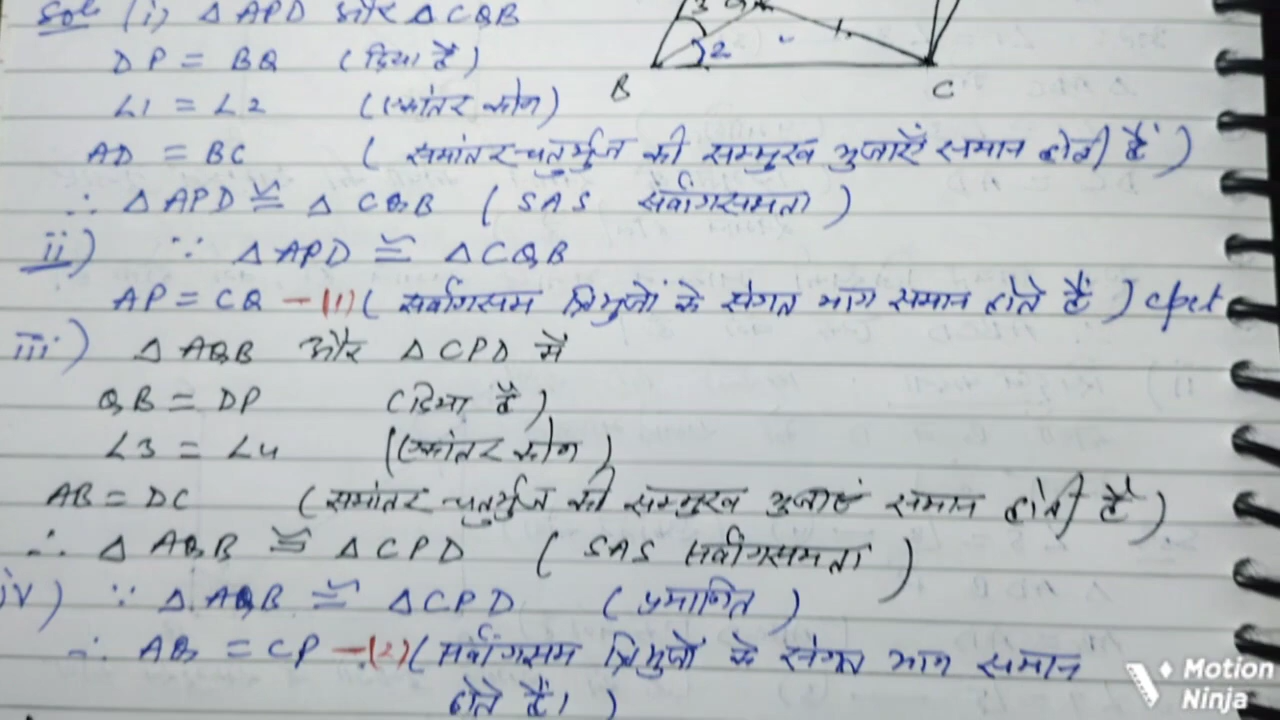 Sol (i) Δ APD और Δ CQB
DP = BQ (दिया है)
∠1 = ∠2 (एकांतर कोण)
AD = BC ( समांतर चतुर्भुज की सम्मुख भुजाएँ समान होती हैं )
∴ Δ APD ≅ Δ CQB ( SAS सर्वांगसमता )
ii) ∵ Δ APD ≅ Δ CQB
AP = CQ —(1) ( सर्वांगसम त्रिभुजों के संगत भाग समान होते हैं ) cpct
iii) Δ AQB और Δ CPD में
QB = DP (दिया है)
∠3 = ∠4 (एकांतर कोण)
AB = DC (समांतर चतुर्भुज की सम्मुख भुजाएं समान होती हैं)
∴ Δ AQB ≅ Δ CPD ( SAS सर्वांगसमता )
iv) ∵ Δ AQB ≅ Δ CPD ( प्रमाणित )
∴ AQ = CP —(2) ( सर्वांगसम त्रिभुजों के संगत भाग समान
होते हैं। )
3
2
1
B
C
Motion
Ninja